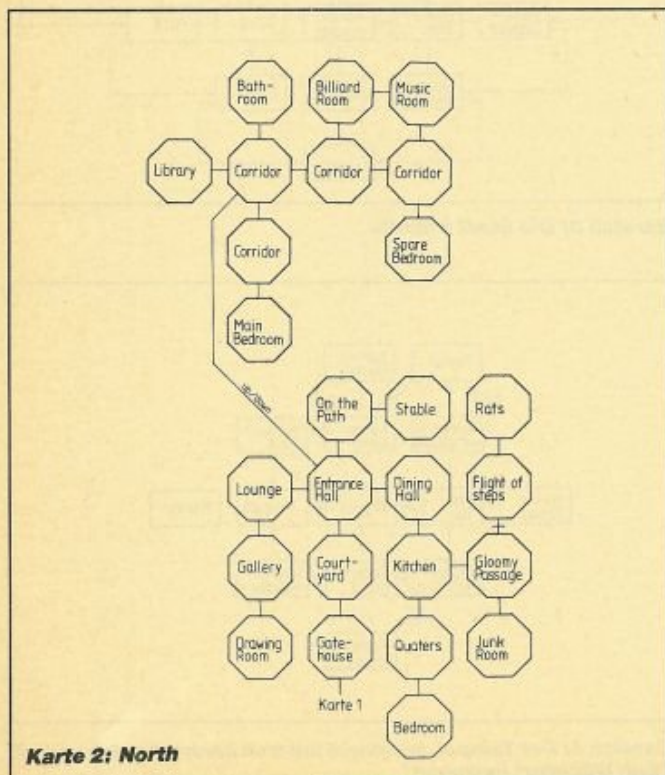 Bath-
room
Billiard
Room
Music
Room
Library
Corridor
Corridor
Corridor
Corridor
Spare
Bedroom
Main
Bedroom
up/down
On the
Path
Stable
Rats
Lounge
Entrance
Hall
Dining
Hall
Flight of
steps
Gallery
Court-
yard
Kitchen
Gloomy
Passage
Drawing
Room
Gate-
house
Quaters
Junk
Room
Karte 1
Bedroom
Karte 2: North